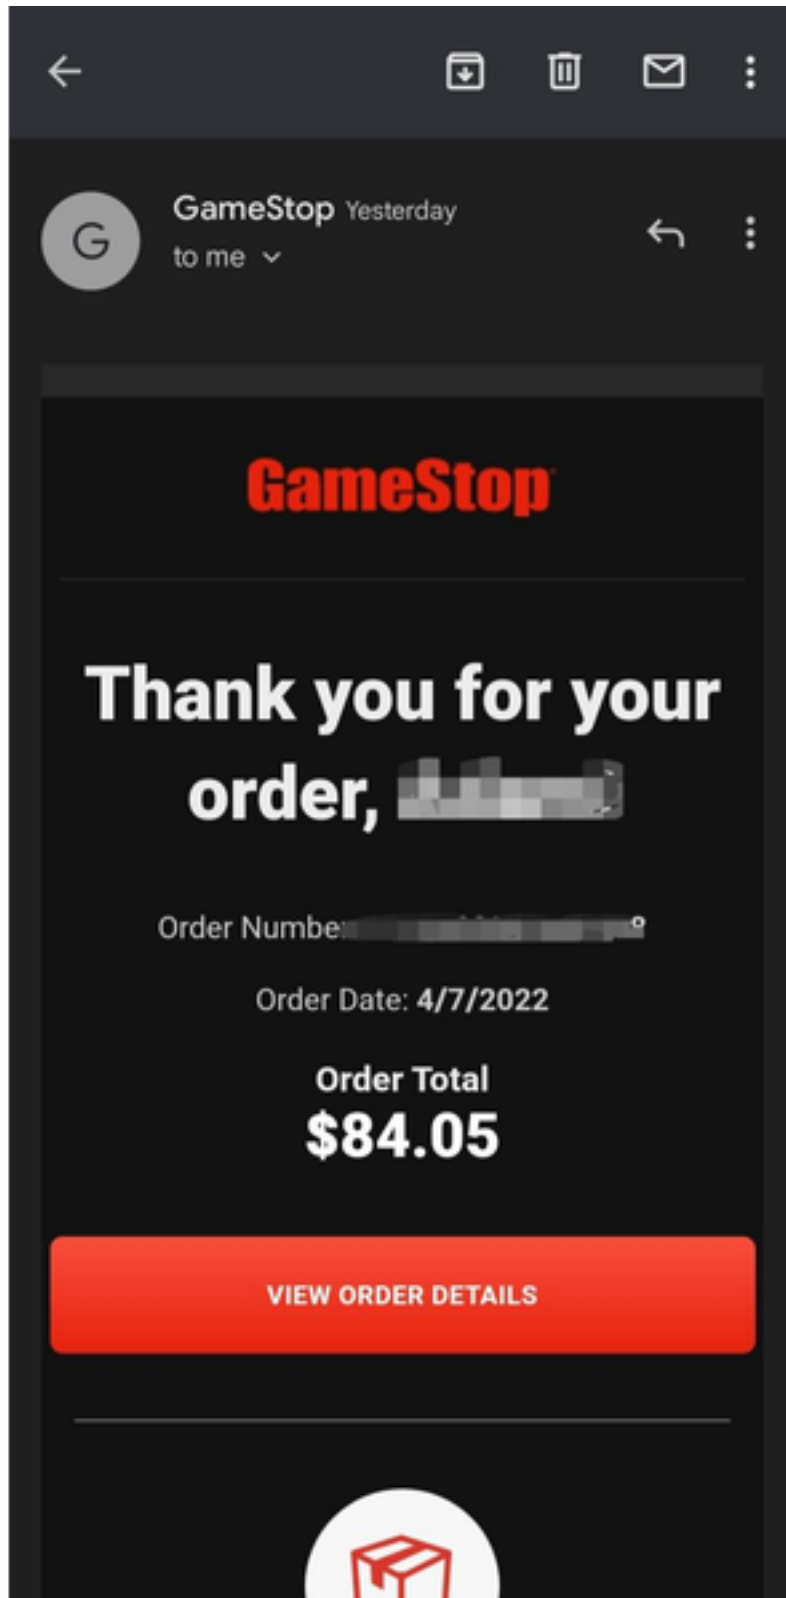 GameStop Yesterday
to me
G
GameStop
Thank you for your
order,
Order Numbe
Order Date: 4/7/2022
Order Total
$84.05
VIEW ORDER DETAILS